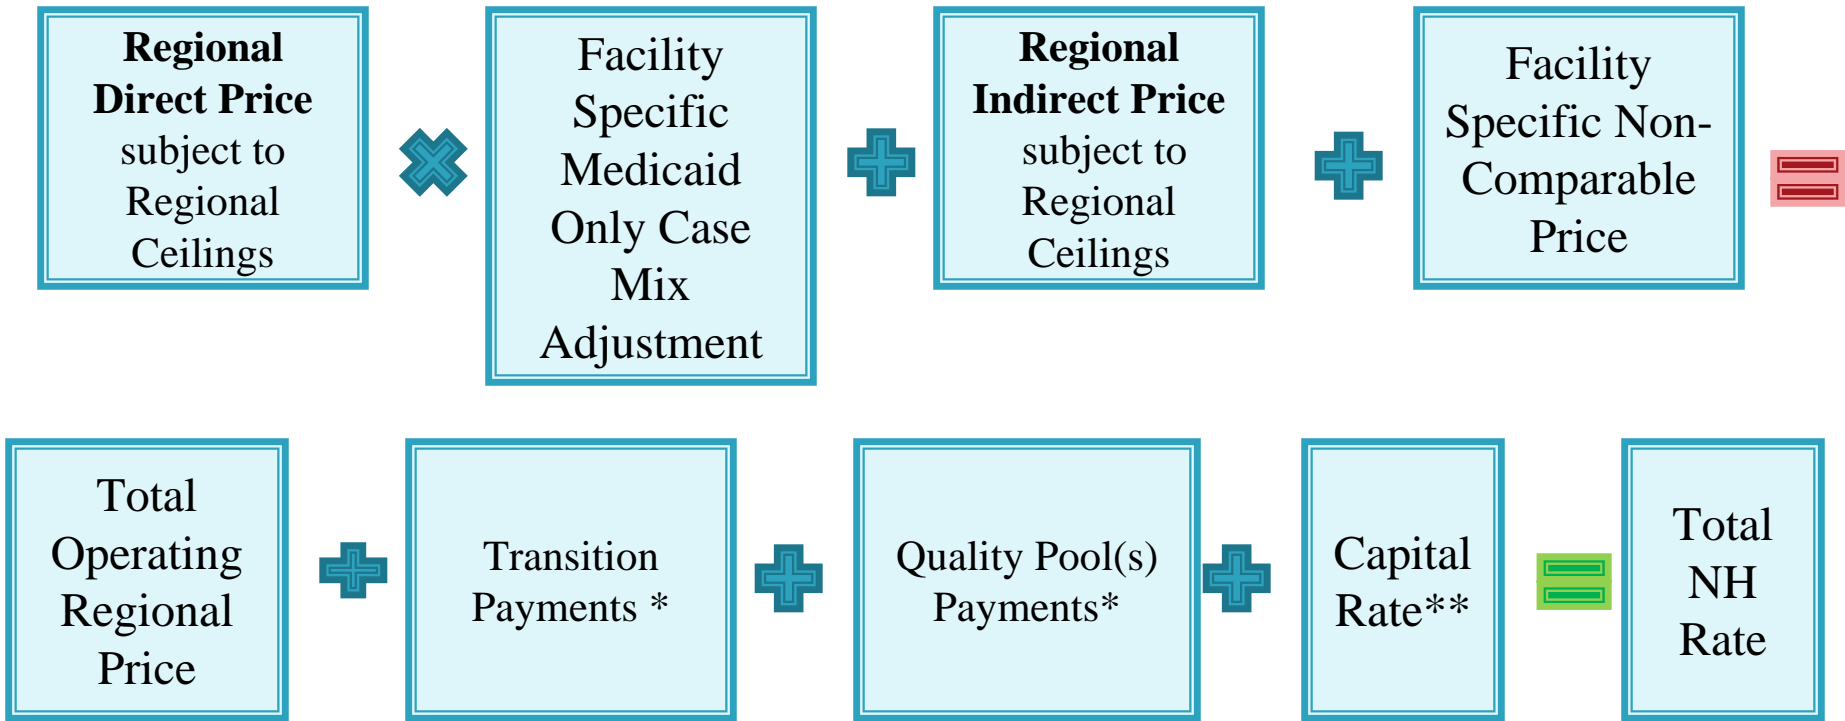 Regional
Direct Price
subject to
Regional
Ceilings
Facility
Specific
Medicaid
Only Case
Mix
Adjustment
Regional
Indirect Price
subject to
Regional
Ceilings
Facility
Specific Non-
Comparable
Price
Total
Operating
Regional
Price
Transition
Payments *
Quality Pool(s)
Payments*
Capital
Rate**
Total
NH
Rate